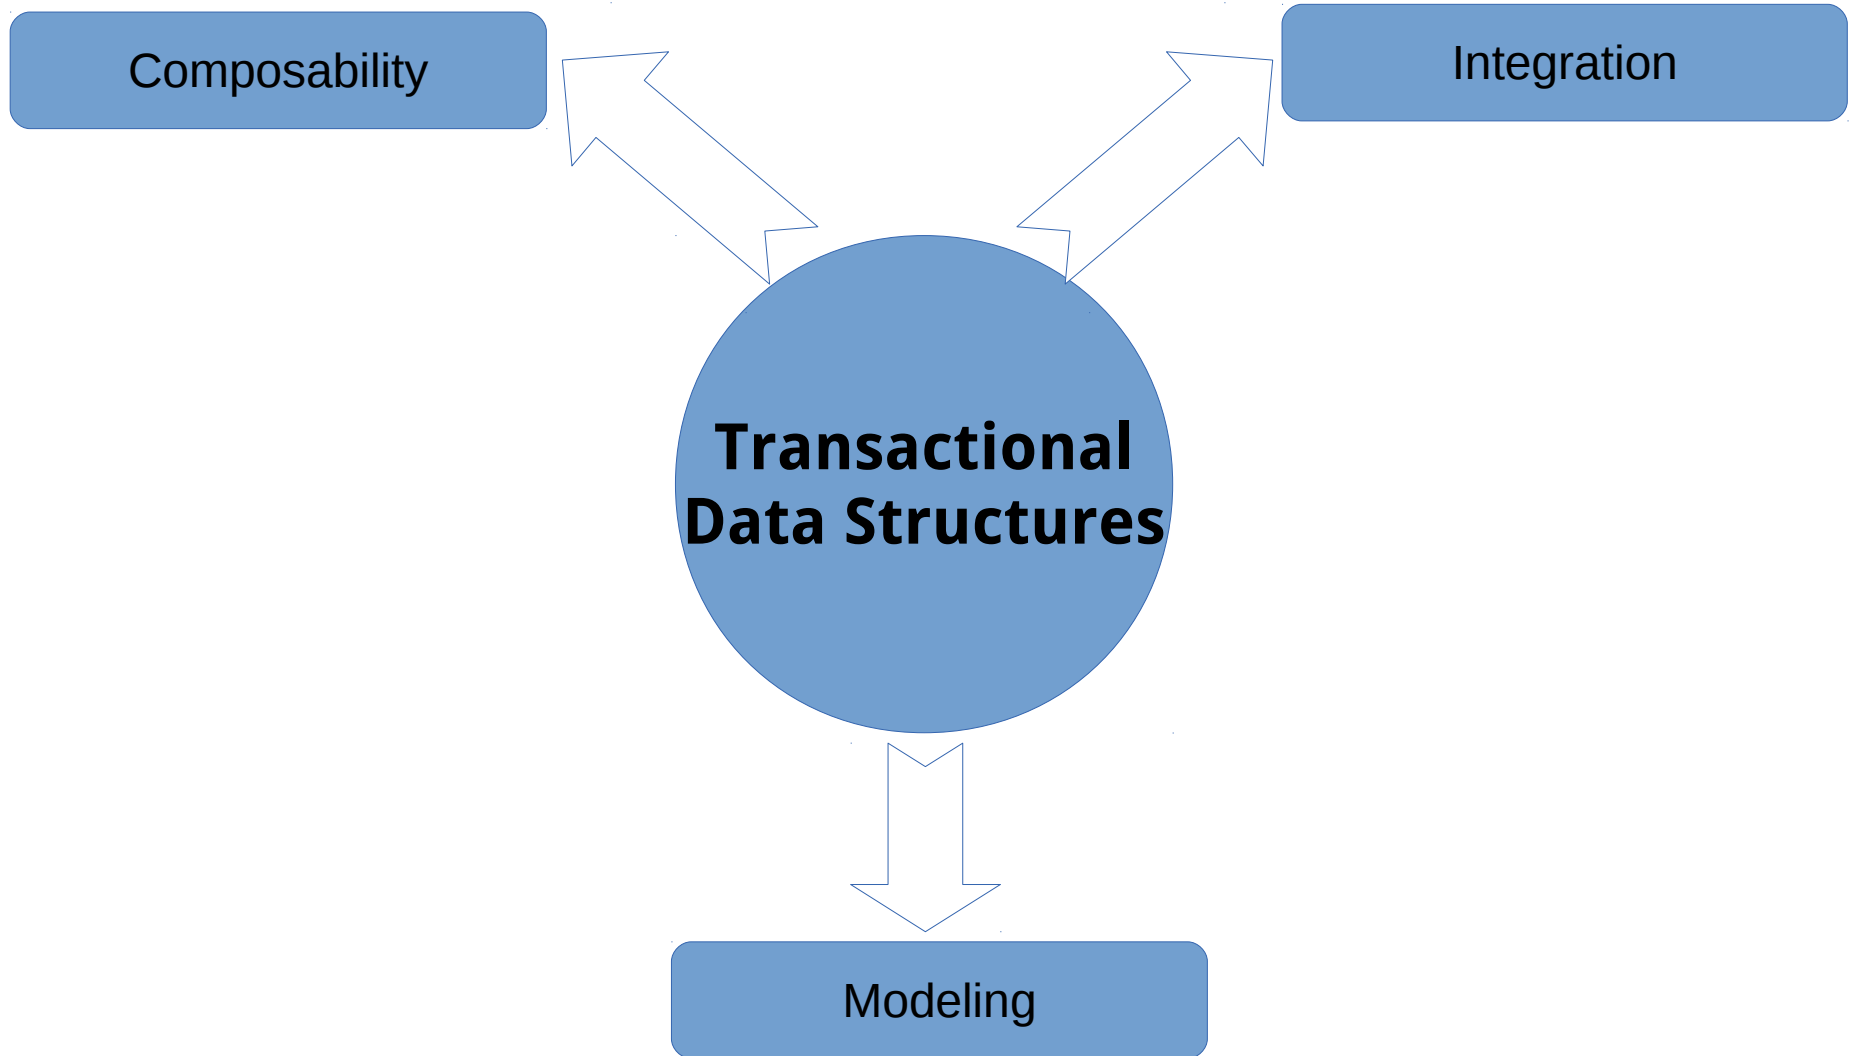 Composability
Integration
Transactional
Data Structures
Modeling